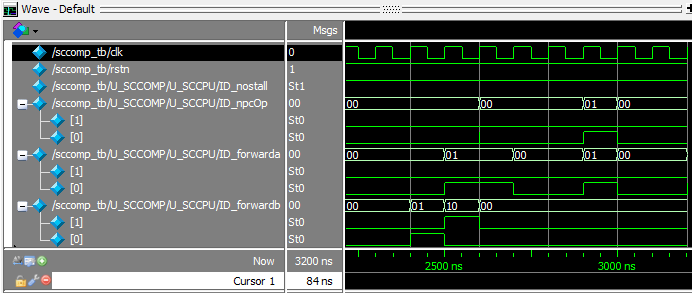 Wave - Default
Msgs
/sccomp_tb/clk 0
/sccomp_tb/rstn 1
/sccomp_tb/U_SCCOMP/U_SCCPU/ID_nostall St1
/sccomp_tb/U_SCCOMP/U_SCCPU/ID_npcOp 00 00 00 01 00
[1] St0
[0] St0
/sccomp_tb/U_SCCOMP/U_SCCPU/ID_forwarda 00 00 01 00 01 00
[1] St0
[0] St0
/sccomp_tb/U_SCCOMP/U_SCCPU/ID_forwardb 00 00 01 10 00
[1] St0
[0] St0
Now 3200 ns 2500 ns 3000 ns
Cursor 1 84 ns